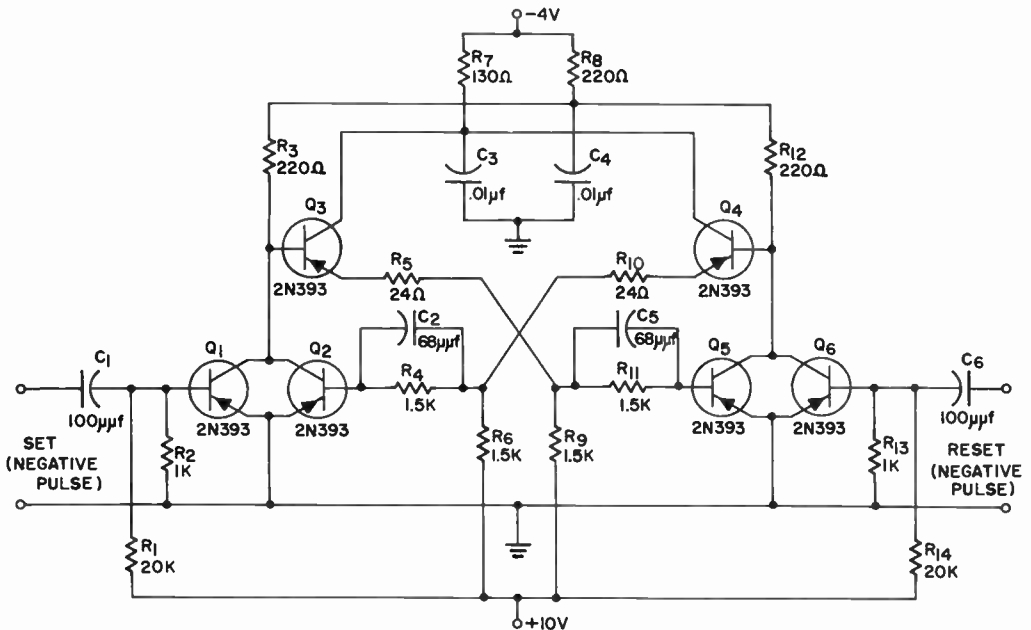 −4V
R7
130Ω
R8
220Ω
R3
220Ω
C3
.01µf
C4
.01µf
R12
220Ω
Q3
2N393
Q4
2N393
R5
24Ω
R10
24Ω
C2
68µµf
C5
68µµf
C1
100µµf
Q1
2N393
Q2
2N393
R4
1.5K
R11
1.5K
Q5
2N393
Q6
2N393
C6
100µµf
SET
(NEGATIVE
PULSE)
R2
1K
R6
1.5K
R9
1.5K
R13
1K
RESET
(NEGATIVE
PULSE)
R1
20K
R14
20K
+10V